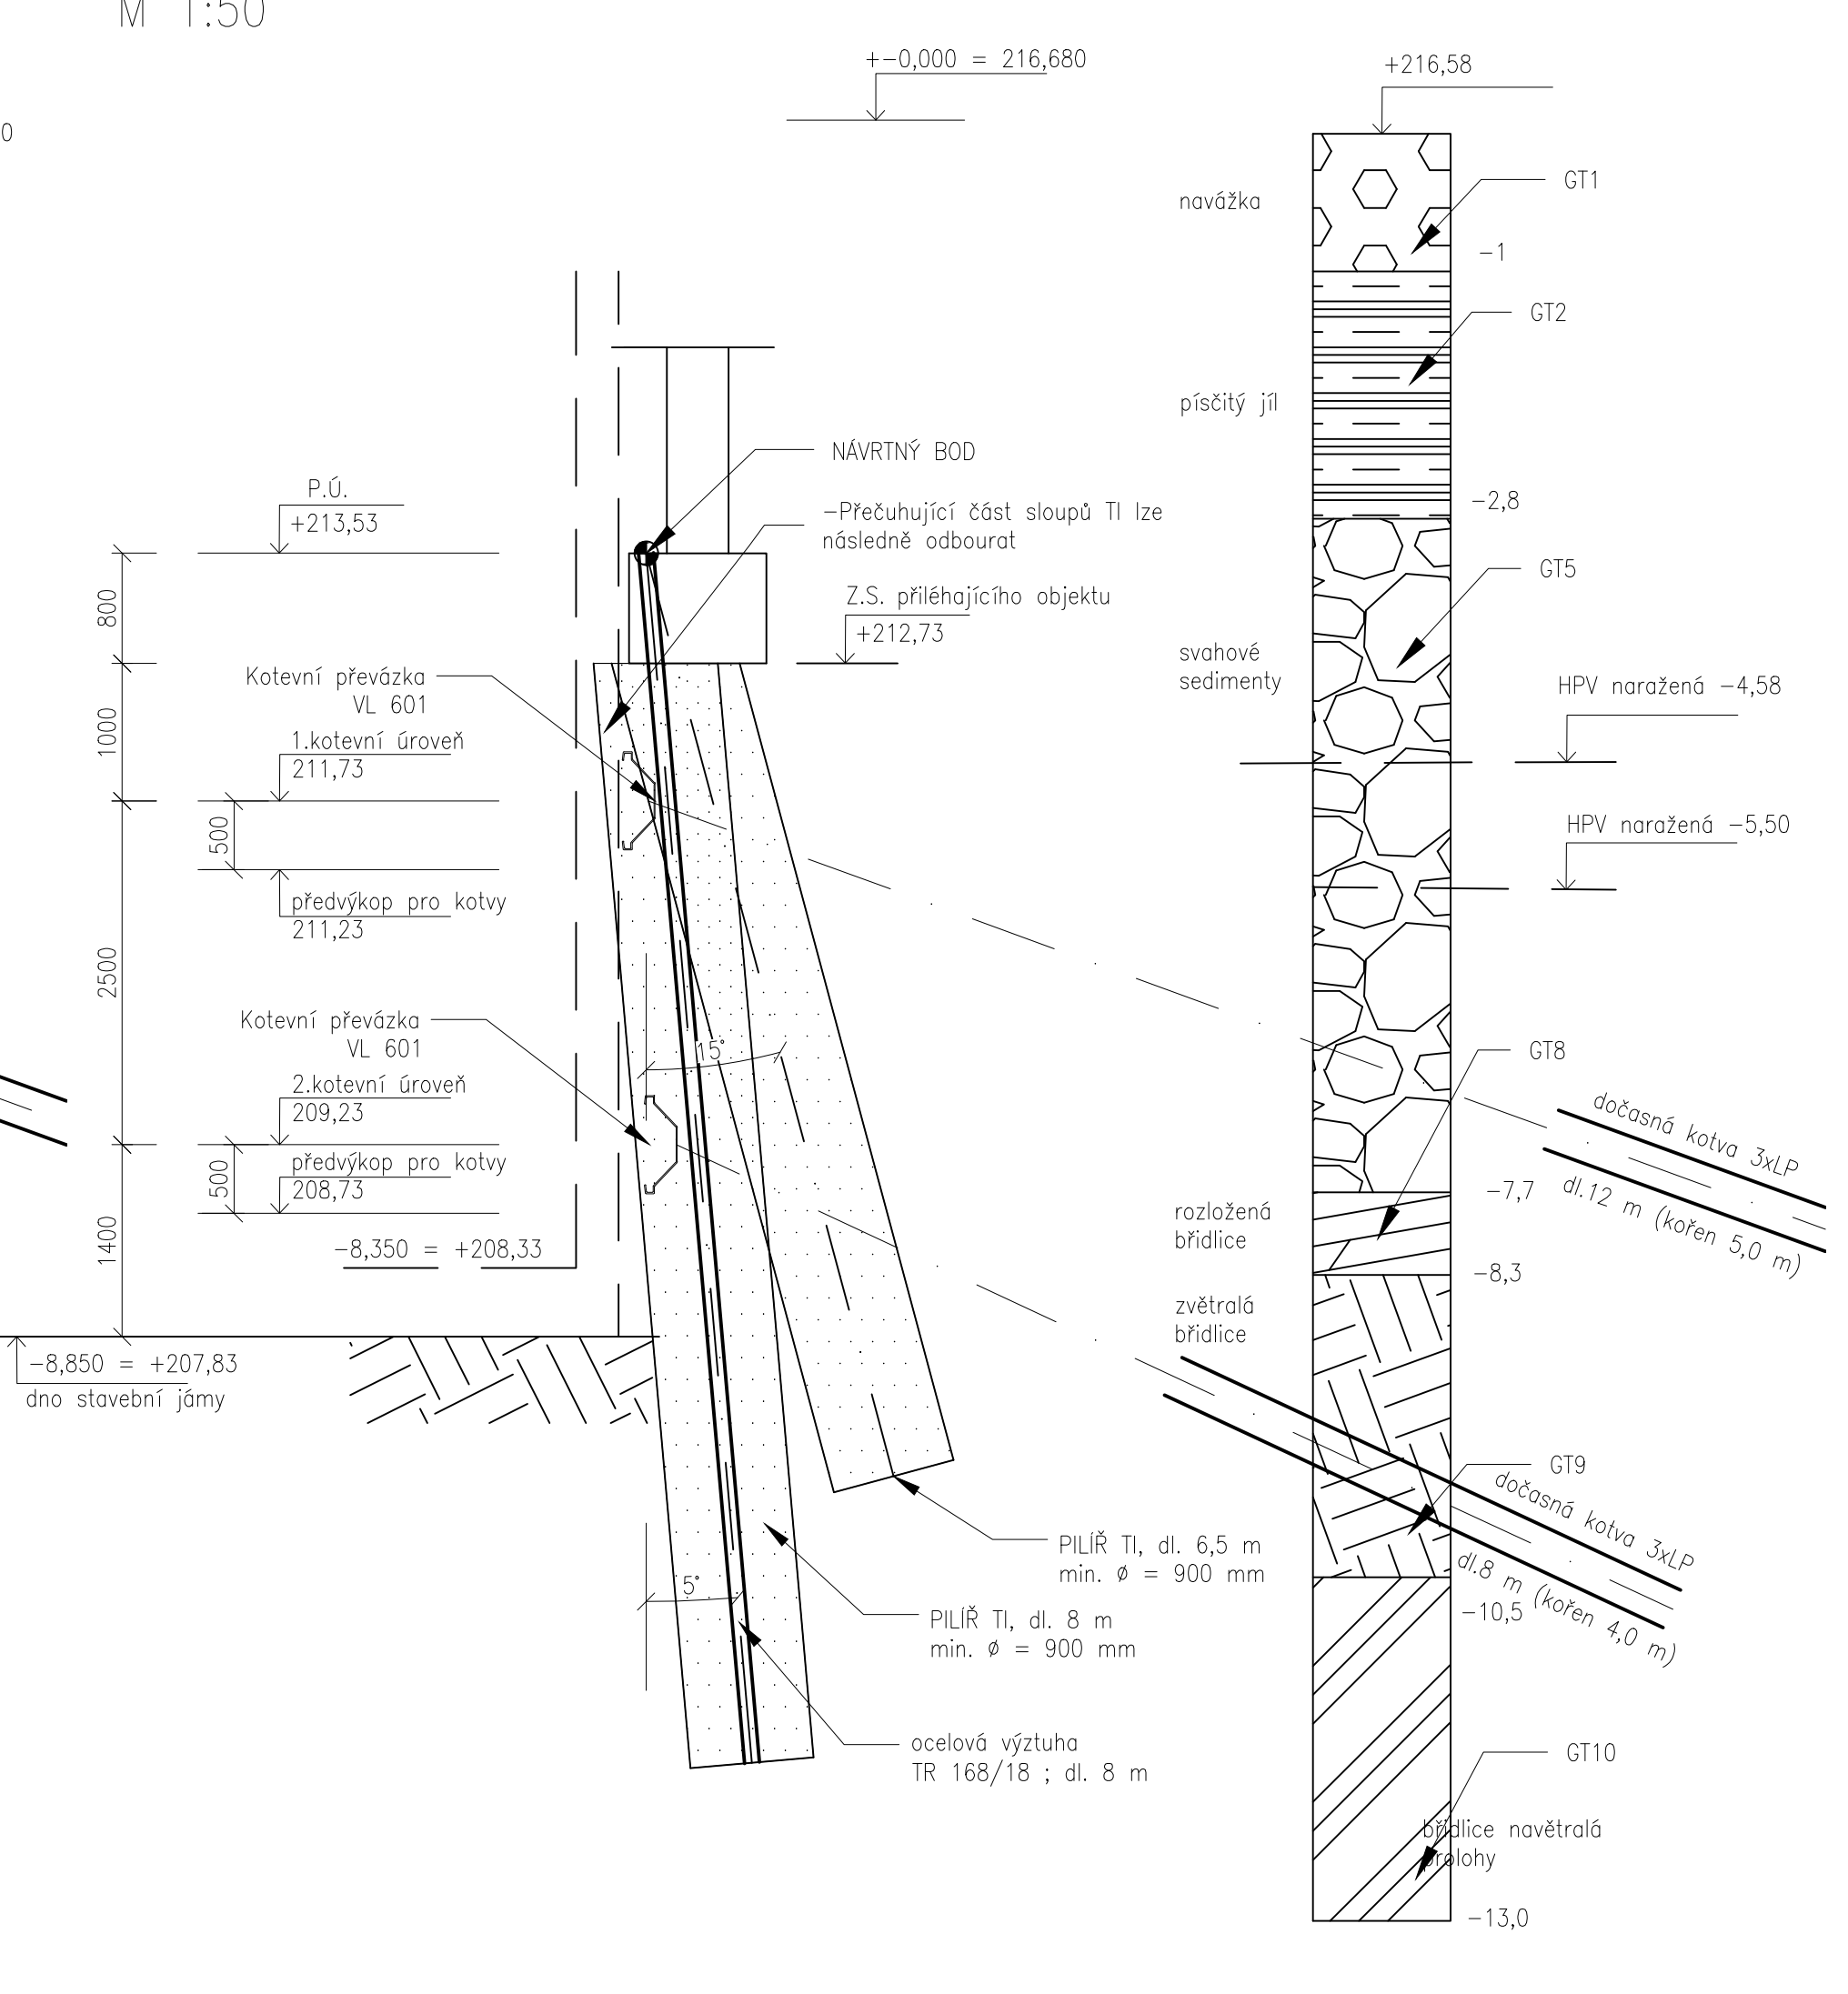 M 1:50
+-0,000 = 216,680
+216,58
0
navážka
GT1
-1
GT2
písčitý jíl
-2,8
NÁVRTNÝ BOD
P.Ú.
+213,53
-Přečuhující část sloupů TI lze
následně odbourat
GT5
800
Z.S. přiléhajícího objektu
+212,73
svahové
sedimenty
Kotevní převázka
VL 601
HPV naražená -4,58
1000
1.kotevní úroveň
211,73
500
HPV naražená -5,50
předvýkop pro kotvy
211,23
2500
Kotevní převázka
VL 601
15°
GT8
2.kotevní úroveň
209,23
dočasná kotva 3xLP
dl.12 m (kořen 5,0 m)
předvýkop pro kotvy
208,73
500
-7,7
rozložená
břidlice
1400
-8,350 = +208,33
-8,3
zvětralá
břidlice
-8,850 = +207,83
dno stavební jámy
GT9
dočasná kotva 3xLP
dl.8 m (kořen 4,0 m)
PILÍŘ TI, dl. 6,5 m
min. ø = 900 mm
5°
-10,5
PILÍŘ TI, dl. 8 m
min. ø = 900 mm
ocelová výztuha
TR 168/18 ; dl. 8 m
GT10
břidlice navětralá
prolohy
-13,0